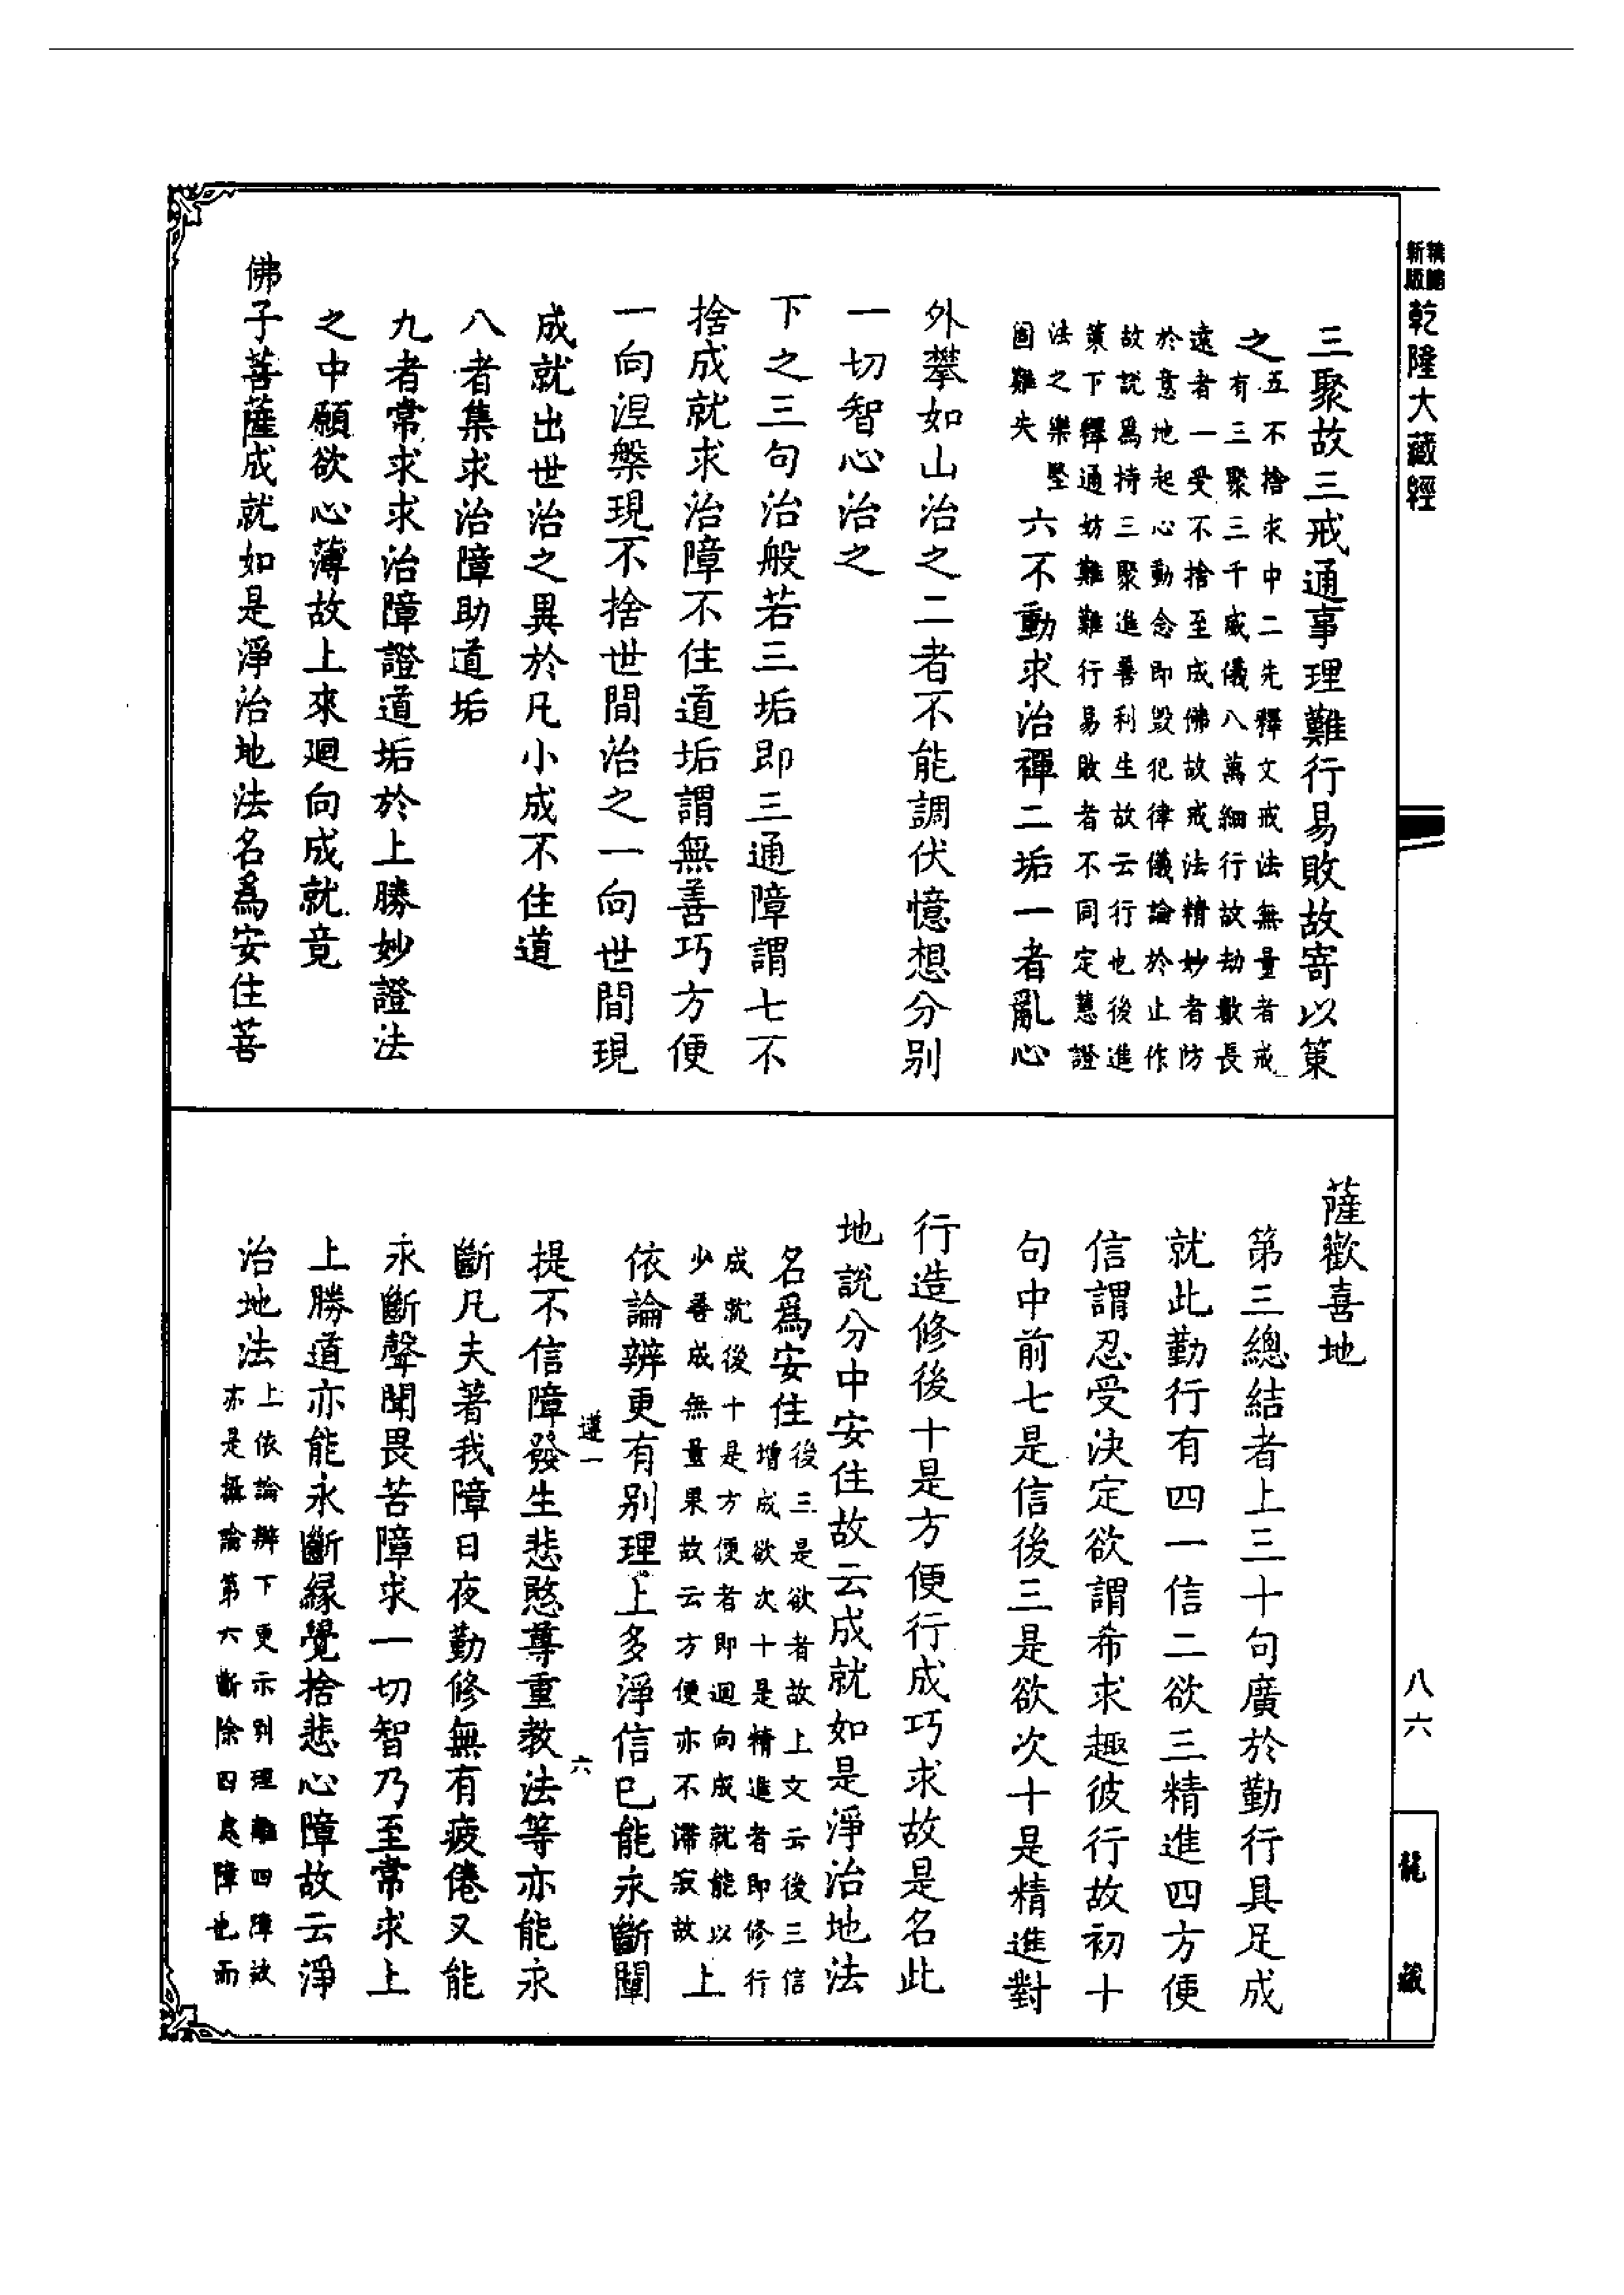 新版
精縮
乾隆大藏經
三聚故三戒通事理難行易敗故寄以策
之五不捨求中二先釋文戒法無量者戒
有三聚三千威儀八萬細行故劫數長
遠者一受不捨至成佛故戒法精妙者防
於意地起心動念即毀犯律儀論於止作
故說為持三聚進善利生故云行也後進
策下釋通妨難難行易敗者不同定慧證
法之樂堅
固難失
六不動求治禪二垢一者亂心
外攀如山治之二者不能調伏憶想分別
一切智心治之
下之三句治般若三垢即三通障謂七不
捨成就求治障不住道垢謂無善巧方便
一向涅槃現不捨世間治之一向世間現
成就出世治之異於凡小成不住道
八者集求治障助道垢
九者常求求治障證道垢於上勝妙證法
之中願欲心薄故上來迴向成就竟
佛子菩薩成就如是淨治地法名為安住菩
薩歡喜地
第三總結者上三十句廣於勤行具足成
就此勤行有四一信二欲三精進四方便
信謂忍受決定欲謂希求趣彼行故初十
句中前七是信後三是欲次十是精進對
行造修後十是方便行成巧求故是名此
地說分中安住故云成就如是淨治地法
名為安住
後三是欲者故上文云後三信
增成欲次十是精進者即修行
成就後十是方便者即迴向成就能以
少善成無量果故云方便亦不滯寂故
上
依論辨更有別理上多淨信已能永斷闡
提不信障發生悲愍尊重教法等亦能永
斷凡夫著我障日夜勤修無有疲倦又能
永斷聲聞畏苦障求一切智乃至常求上
上勝道亦能永斷緣覺捨悲心障故云淨
治地法
上依論辨下更示別理離四障故
亦是攝論第六斷除四處障也而
遵一
六
八六
龍藏